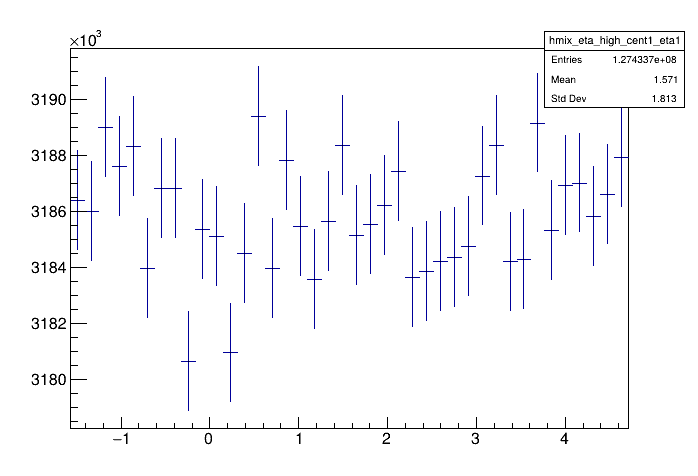 ×10³
hmix_eta_high_cent1_eta1
Entries 1.274337e+08
Mean 1.571
Std Dev 1.813
3190
3188
3186
3184
3182
3180
−1 0 1 2 3 4